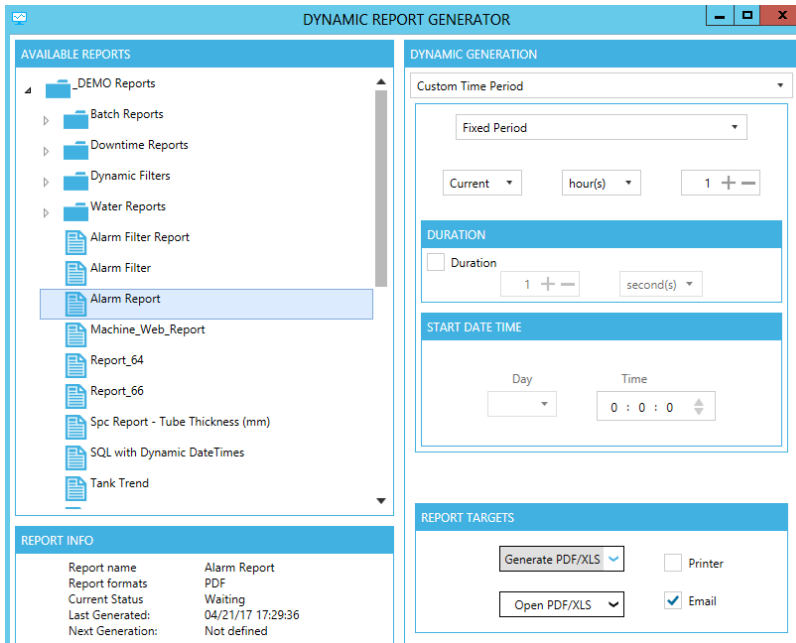 DYNAMIC REPORT GENERATOR
AVAILABLE REPORTS
_DEMO Reports
Batch Reports
Downtime Reports
Dynamic Filters
Water Reports
Alarm Filter Report
Alarm Filter
Alarm Report
Machine_Web_Report
Report_64
Report_66
Spc Report - Tube Thickness (mm)
SQL with Dynamic DateTimes
Tank Trend
REPORT INFO
Report name Alarm Report
Report formats PDF
Current Status Waiting
Last Generated: 04/21/17 17:29:36
Next Generation: Not defined
DYNAMIC GENERATION
Custom Time Period
Fixed Period
Current hour(s) 1
DURATION
Duration
1 second(s)
START DATE TIME
Day Time
0 : 0 : 0
REPORT TARGETS
Generate PDF/XLS Printer
Open PDF/XLS Email